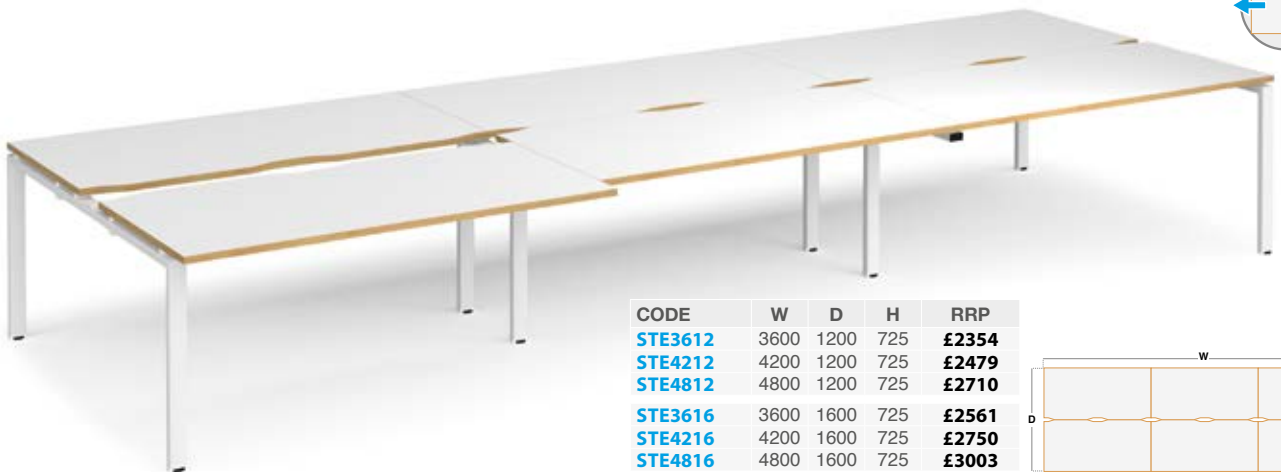 CODE W D H RRP
STE3612 3600 1200 725 £2354
STE4212 4200 1200 725 £2479
STE4812 4800 1200 725 £2710
STE3616 3600 1600 725 £2561
STE4216 4200 1600 725 £2750
STE4816 4800 1600 725 £3003
W
D